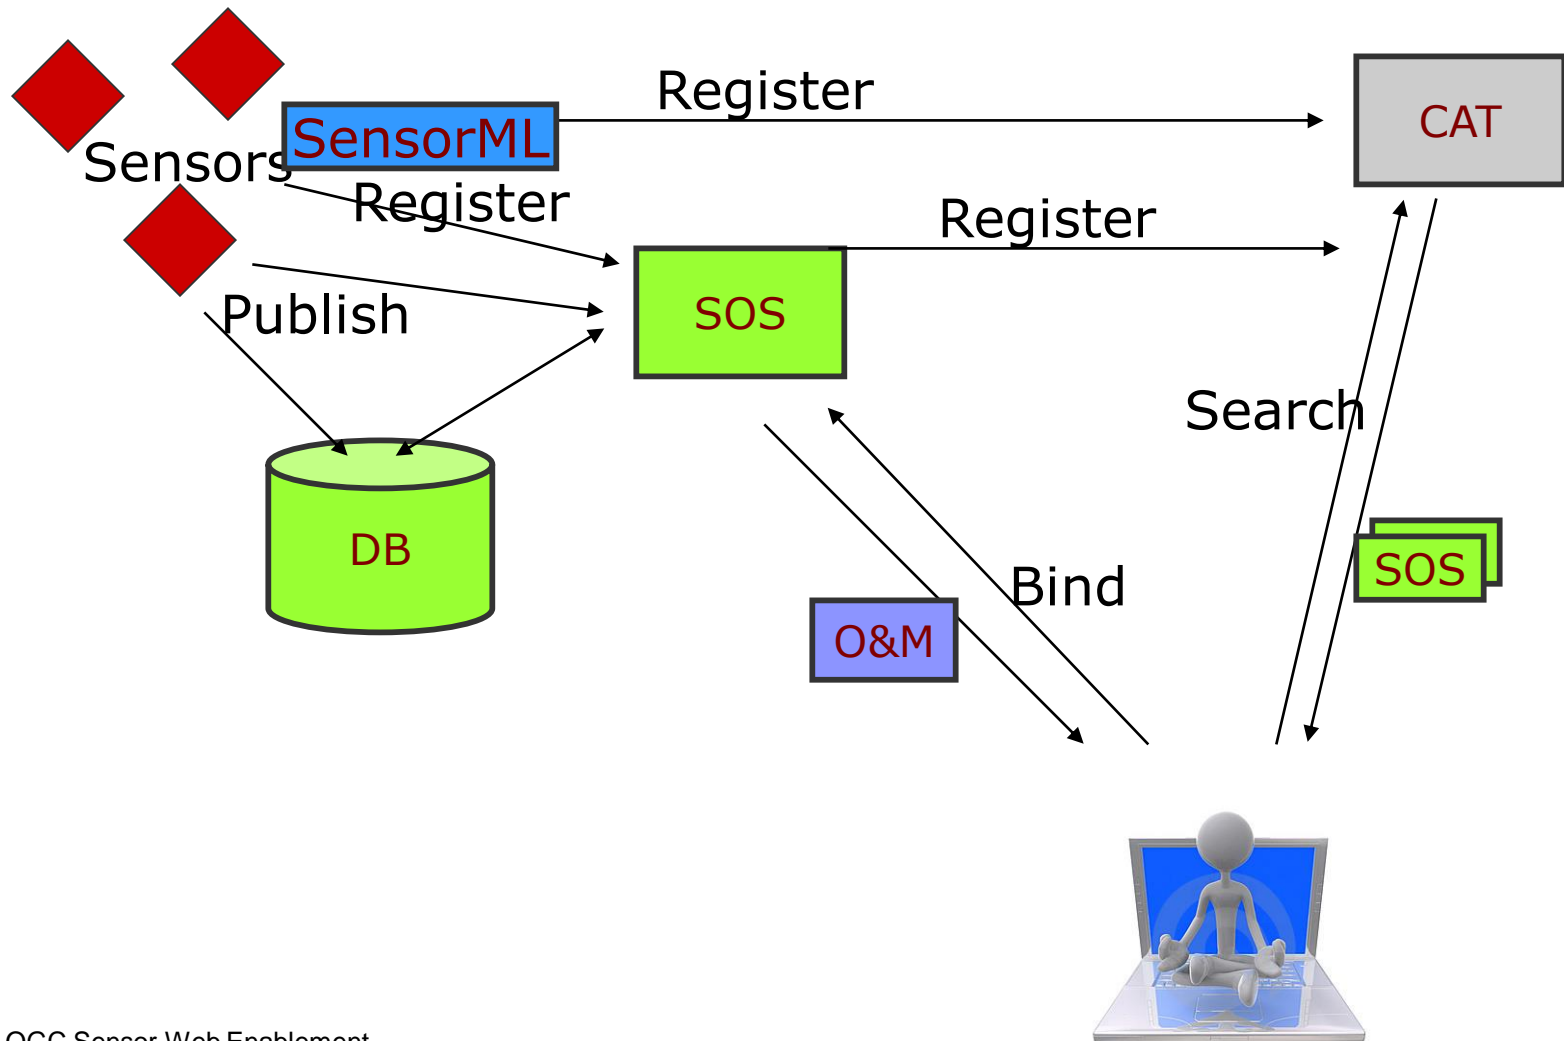 Register
CAT
SensorML
Sensors
Register
Register
SOS
Publish
Search
DB
SOS
Bind
O&M
OGC Sensor Web Enablement